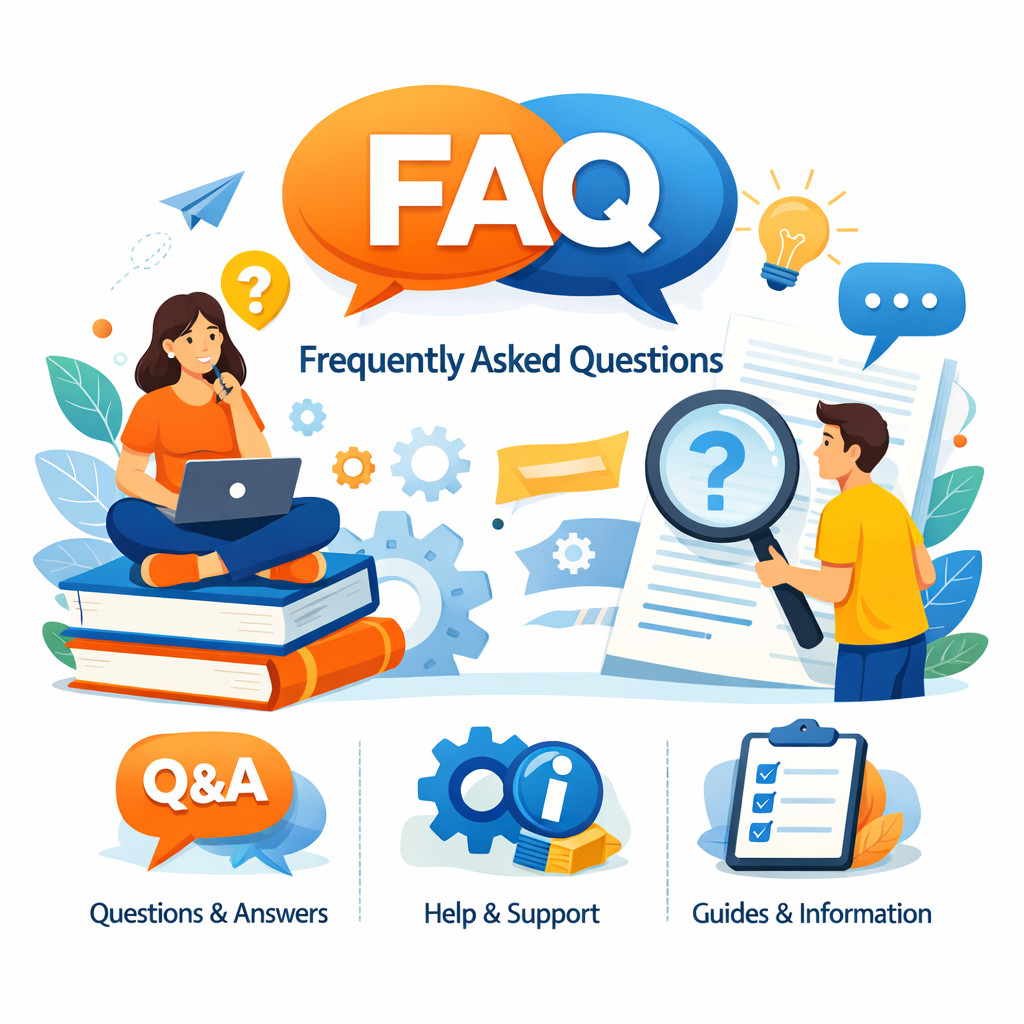 FAQ
?
Frequently Asked Questions
?
Q&A
i
Questions & Answers
Help & Support
Guides & Information